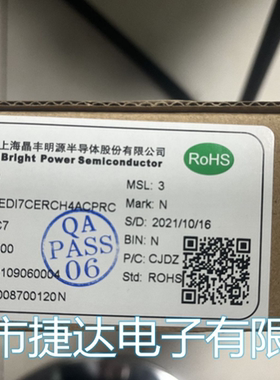 上海晶丰明源半导体股份有限公司
Bright Power Semiconductor
RoHS
MSL: 3
EDI7CERCH4ACPRC
Mark: N
C7
S/D: 2021/10/16
00
BIN: N
QA
PASS
06
P/C: CJDZ
109060004
Std: ROHS
008700120N
市捷达电子有限